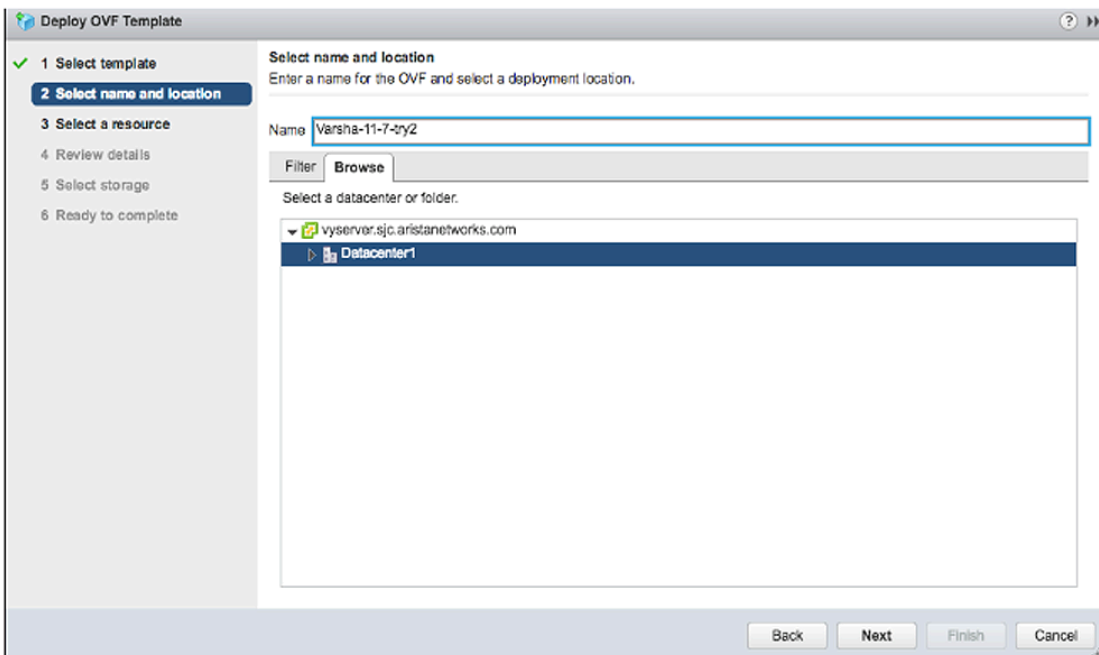 Deploy OVF Template
?
1 Select template
2 Select name and location
3 Select a resource
4 Review details
5 Select storage
6 Ready to complete
Select name and location
Enter a name for the OVF and select a deployment location.
Name Varsha-11-7-try2
Filter Browse
Select a datacenter or folder.
vyserver.sjc.aristanetworks.com
Datacenter1
Back Next Finish Cancel